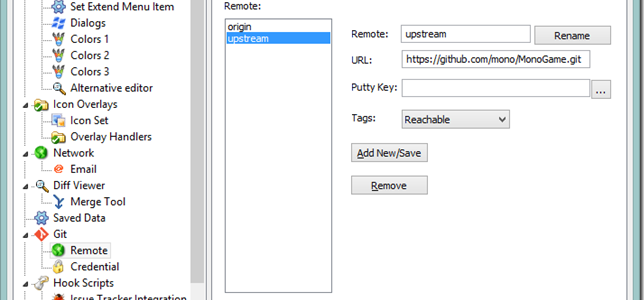 Set Extend Menu Item
Dialogs
Colors 1
Colors 2
Colors 3
Alternative editor
Icon Overlays
Icon Set
Overlay Handlers
Network
Email
Diff Viewer
Merge Tool
Saved Data
Git
Remote
Credential
Hook Scripts
Issue Tracker Integration
Remote:
origin
upstream
Remote: upstream Rename
URL: https://github.com/mono/MonoGame.git
Putty Key: ...
Tags: Reachable
Add New/Save
Remove